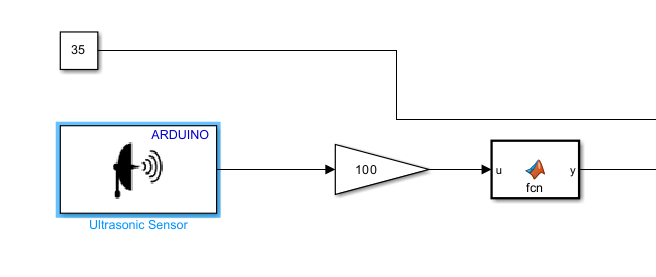 35
ARDUINO
Ultrasonic Sensor
100
u
fcn
y